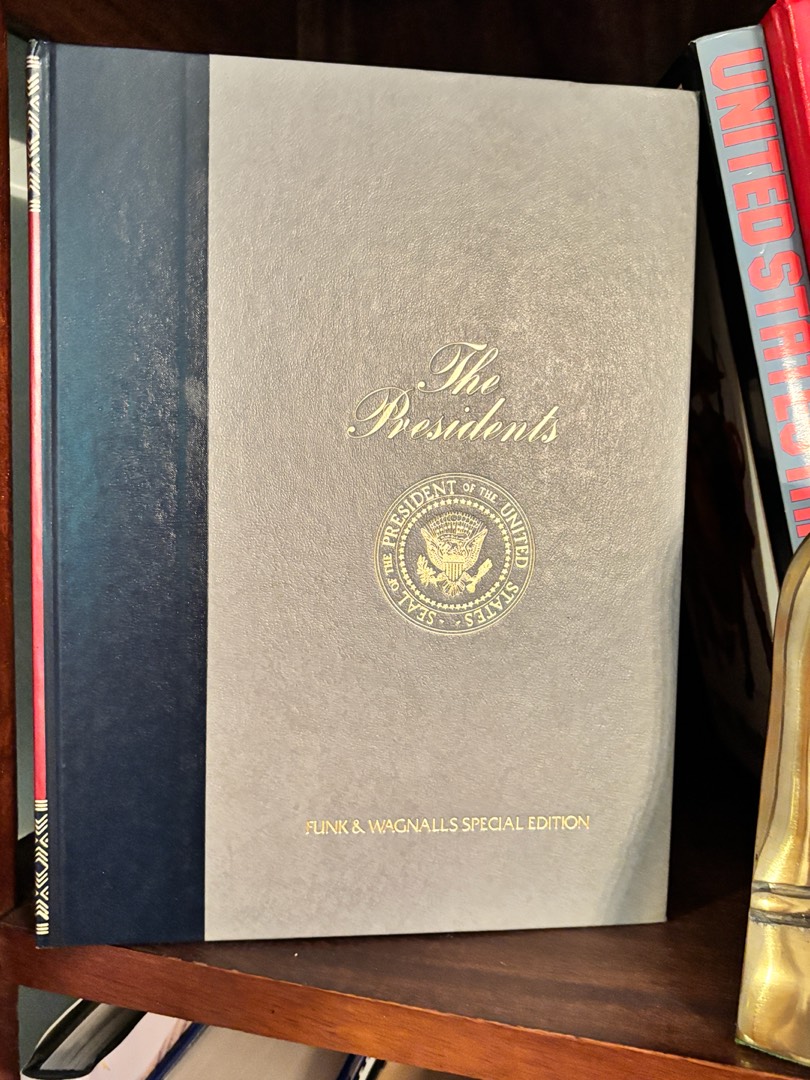 The
Presidents
SEAL OF THE PRESIDENT OF THE UNITED STATES
FUNK & WAGNALLS SPECIAL EDITION
UNITED STATES